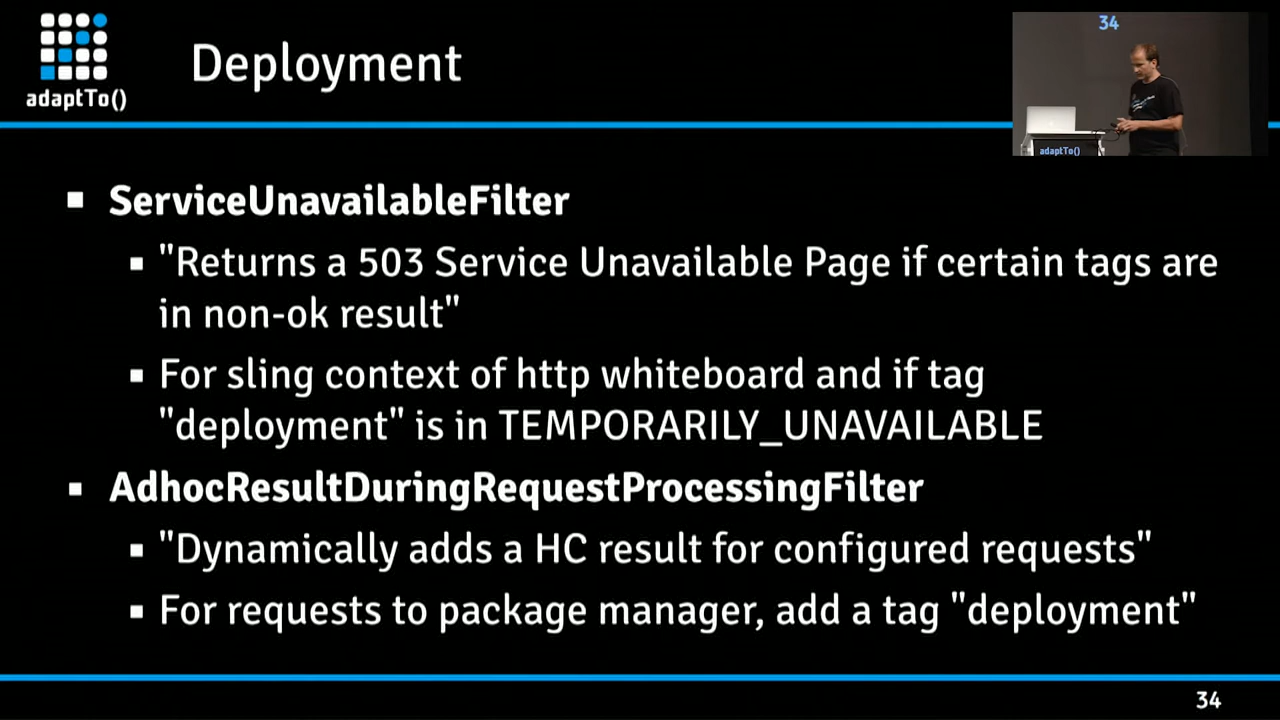 adaptTo()
Deployment
34
adaptTo()
▪ ServiceUnavailableFilter
▪ "Returns a 503 Service Unavailable Page if certain tags are
in non-ok result"
▪ For sling context of http whiteboard and if tag
"deployment" is in TEMPORARILY_UNAVAILABLE
▪ AdhocResultDuringRequestProcessingFilter
▪ "Dynamically adds a HC result for configured requests"
▪ For requests to package manager, add a tag "deployment"
34